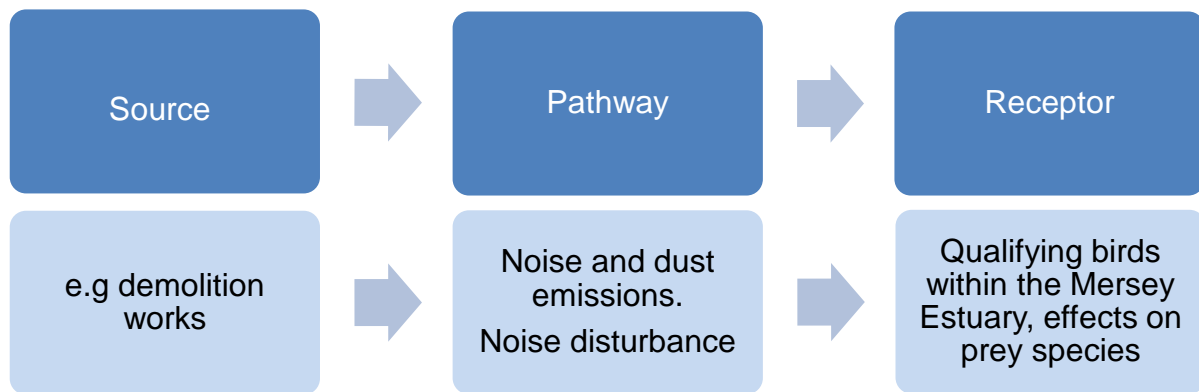 Source
Pathway
Receptor
e.g demolition
works
Noise and dust
emissions.
Noise disturbance
Qualifying birds
within the Mersey
Estuary, effects on
prey species